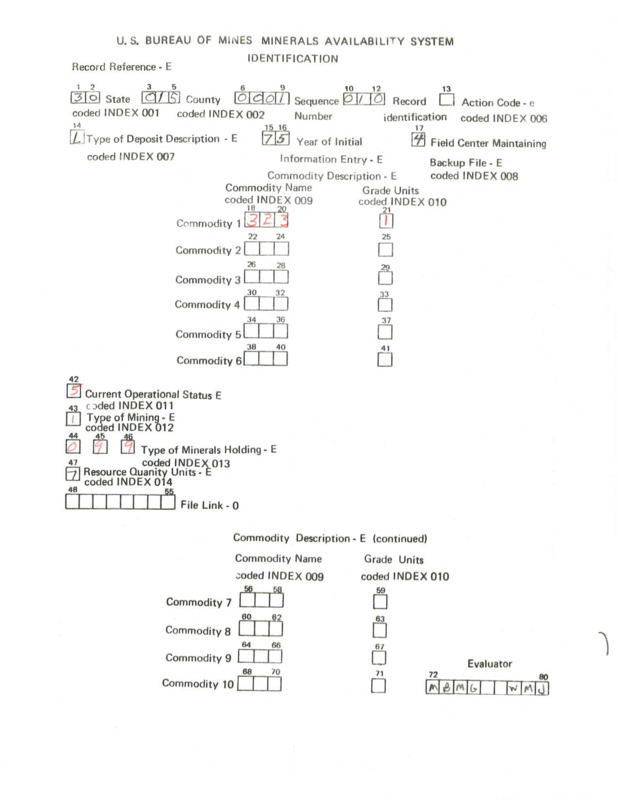 U. S. BUREAU OF MINES MINERALS AVAILABILITY SYSTEM
IDENTIFICATION
Record Reference - E
1 2 3 5 6 9 10 12 13
30 State 015 County 0001 Sequence 010 Record Action Code - e
coded INDEX 001 coded INDEX 002 Number identification coded INDEX 006
14 15 16 17
L Type of Deposit Description - E 75 Year of Initial 4 Field Center Maintaining
coded INDEX 007 Information Entry - E Backup File - E
Commodity Description - E coded INDEX 008
Commodity Name Grade Units
coded INDEX 009 coded INDEX 010
18 20 21
Commodity 1 323 1
22 24 25
Commodity 2
26 28 29
Commodity 3
30 32 33
Commodity 4
34 36 37
Commodity 5
38 40 41
Commodity 6
42
5 Current Operational Status E
43 coded INDEX 011
1 Type of Mining - E
coded INDEX 012
44 45 46
0 9 9 Type of Minerals Holding - E
47 coded INDEX 013
7 Resource Quanity Units - E
coded INDEX 014
48 55
File Link - O
Commodity Description - E (continued)
Commodity Name Grade Units
coded INDEX 009 coded INDEX 010
56 58 59
Commodity 7
60 62 63
Commodity 8
64 66 67
Commodity 9 Evaluator
68 70 71 72 80
Commodity 10 MBMG WMJ